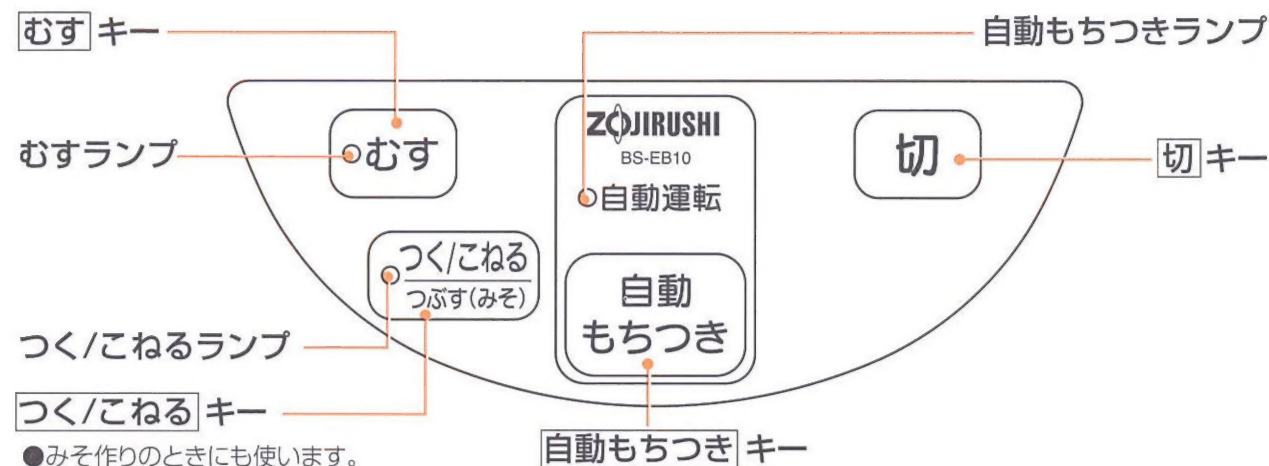 むす キー
自動もちつきランプ
むすランプ
むす
ZOJIRUSHI
BS-EB10
自動運転
切
切 キー
つく/こねる
つぶす(みそ)
自動
もちつき
つく/こねるランプ
つく/こねる キー
●みそ作りのときにも使います。
自動もちつき キー